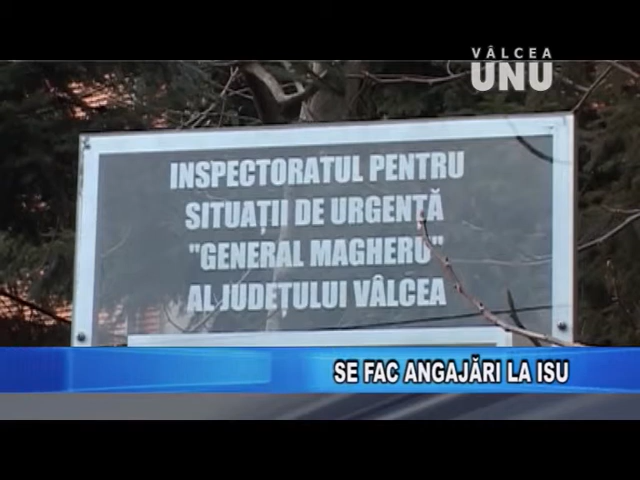 VÂLCEA
UNU
INSPECTORATUL PENTRU
SITUAȚII DE URGENȚĂ
"GENERAL MAGHERU"
AL JUDEȚULUI VÂLCEA
SE FAC ANGAJĂRI LA ISU